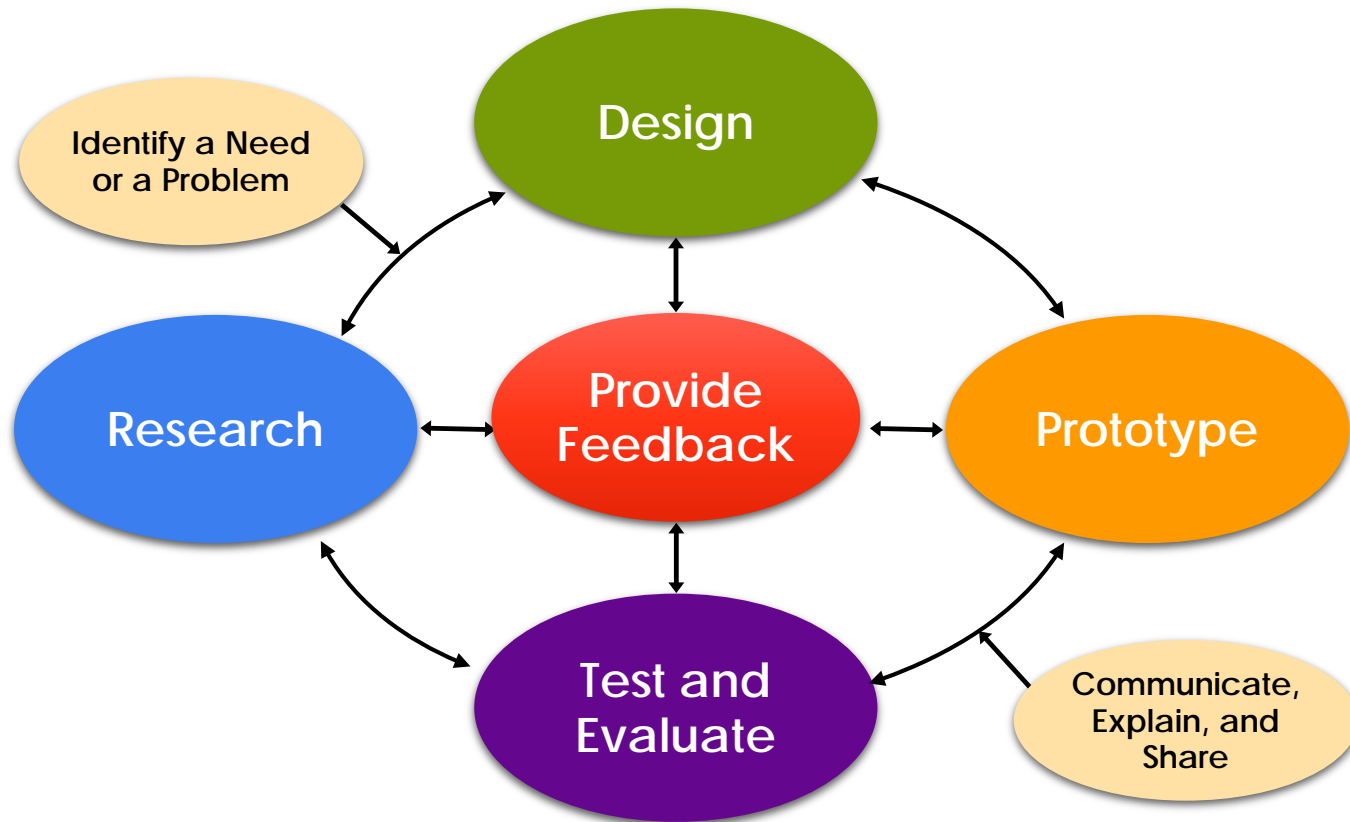 Design
Identify a Need
or a Problem
Research
Provide
Feedback
Prototype
Test and
Evaluate
Communicate,
Explain, and
Share